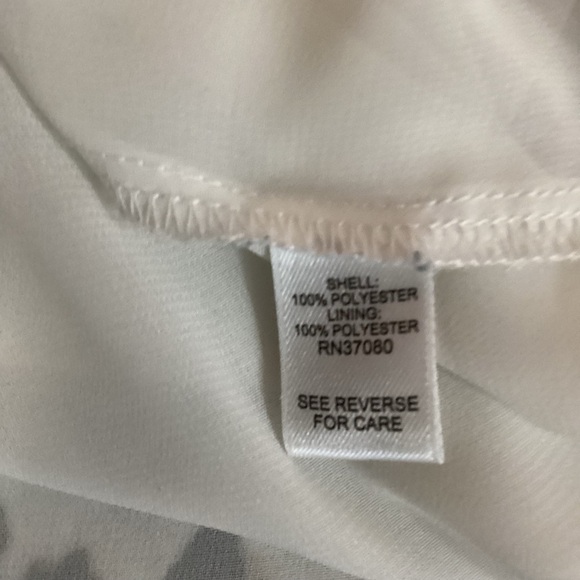 SHELL:
100% POLYESTER
LINING:
100% POLYESTER
RN37080
SEE REVERSE
FOR CARE